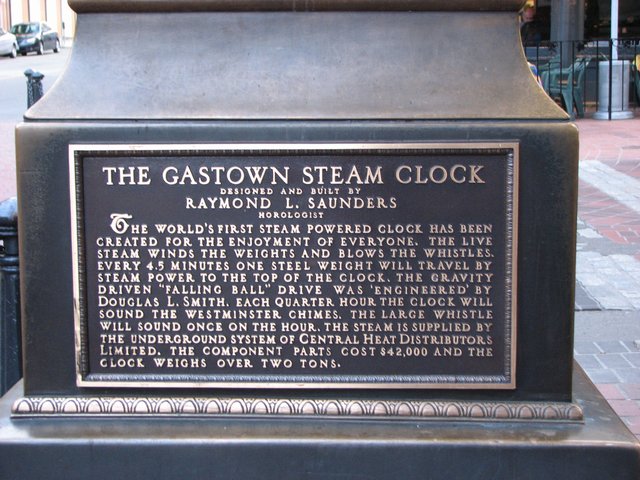 THE GASTOWN STEAM CLOCK
DESIGNED AND BUILT BY
RAYMOND L. SAUNDERS
HOROLOGIST
THE WORLD'S FIRST STEAM POWERED CLOCK HAS BEEN
CREATED FOR THE ENJOYMENT OF EVERYONE. THE LIVE
STEAM WINDS THE WEIGHTS AND BLOWS THE WHISTLES.
EVERY 4.5 MINUTES ONE STEEL WEIGHT WILL TRAVEL BY
STEAM POWER TO THE TOP OF THE CLOCK. THE GRAVITY
DRIVEN "FALLING BALL" DRIVE WAS 'ENGINEERED' BY
DOUGLAS L. SMITH. EACH QUARTER HOUR THE CLOCK WILL
SOUND THE WESTMINSTER CHIMES. THE LARGE WHISTLE
WILL SOUND ONCE ON THE HOUR. THE STEAM IS SUPPLIED BY
THE UNDERGROUND SYSTEM OF CENTRAL HEAT DISTRIBUTORS
LIMITED. THE COMPONENT PARTS COST $42,000 AND THE
CLOCK WEIGHS OVER TWO TONS.